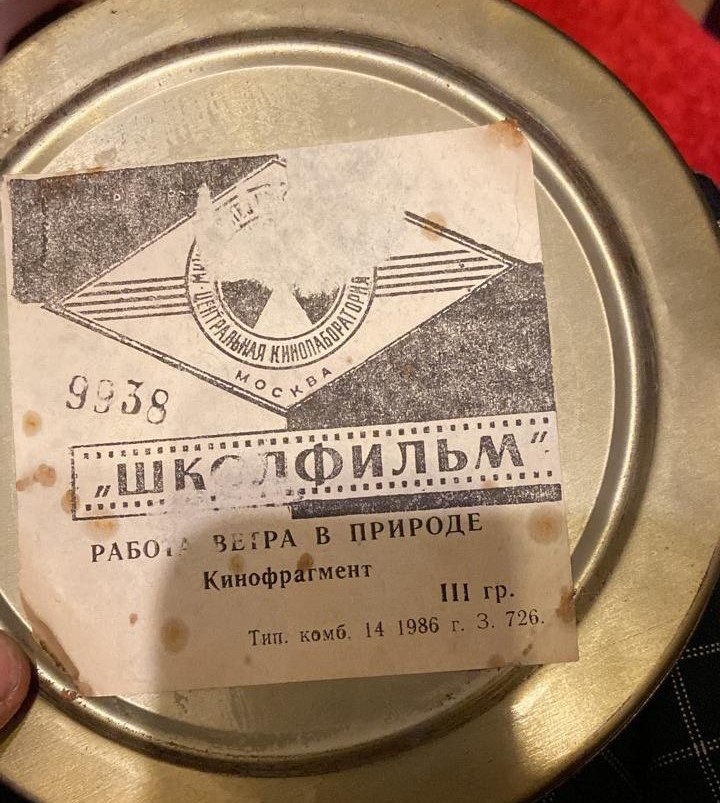 ЦЕНТРАЛЬНАЯ КИНОЛАБОРАТОРИЯ
МОСКВА
9938
„ШКОЛФИЛЬМ“
РАБОТА ВЕТРА В ПРИРОДЕ
Кинофрагмент
III гр.
Тип. комб. 14 1986 г. З. 726.